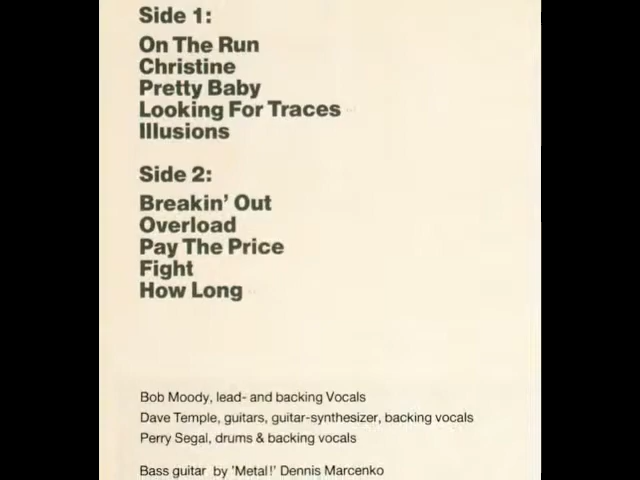 Side 1:
On The Run
Christine
Pretty Baby
Looking For Traces
Illusions
Side 2:
Breakin' Out
Overload
Pay The Price
Fight
How Long
Bob Moody, lead- and backing Vocals
Dave Temple, guitars, guitar-synthesizer, backing vocals
Perry Segal, drums & backing vocals
Bass guitar by 'Metal!' Dennis Marcenko